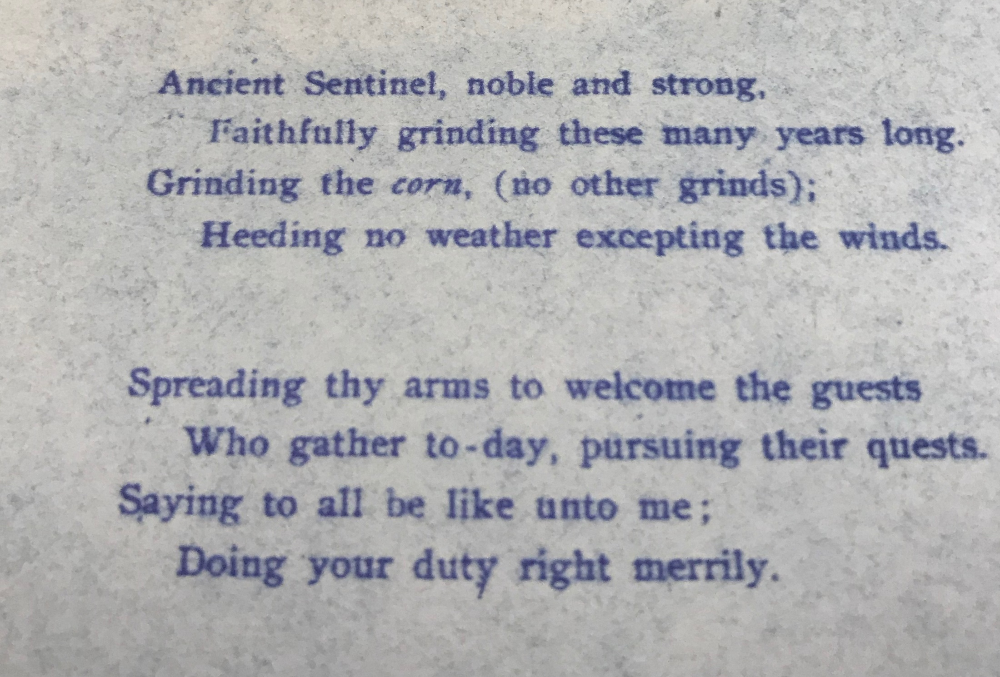 Ancient Sentinel, noble and strong,
Faithfully grinding these many years long.
Grinding the corn, (no other grinds);
Heeding no weather excepting the winds.
Spreading thy arms to welcome the guests
Who gather to-day, pursuing their quests.
Saying to all be like unto me;
Doing your duty right merrily.